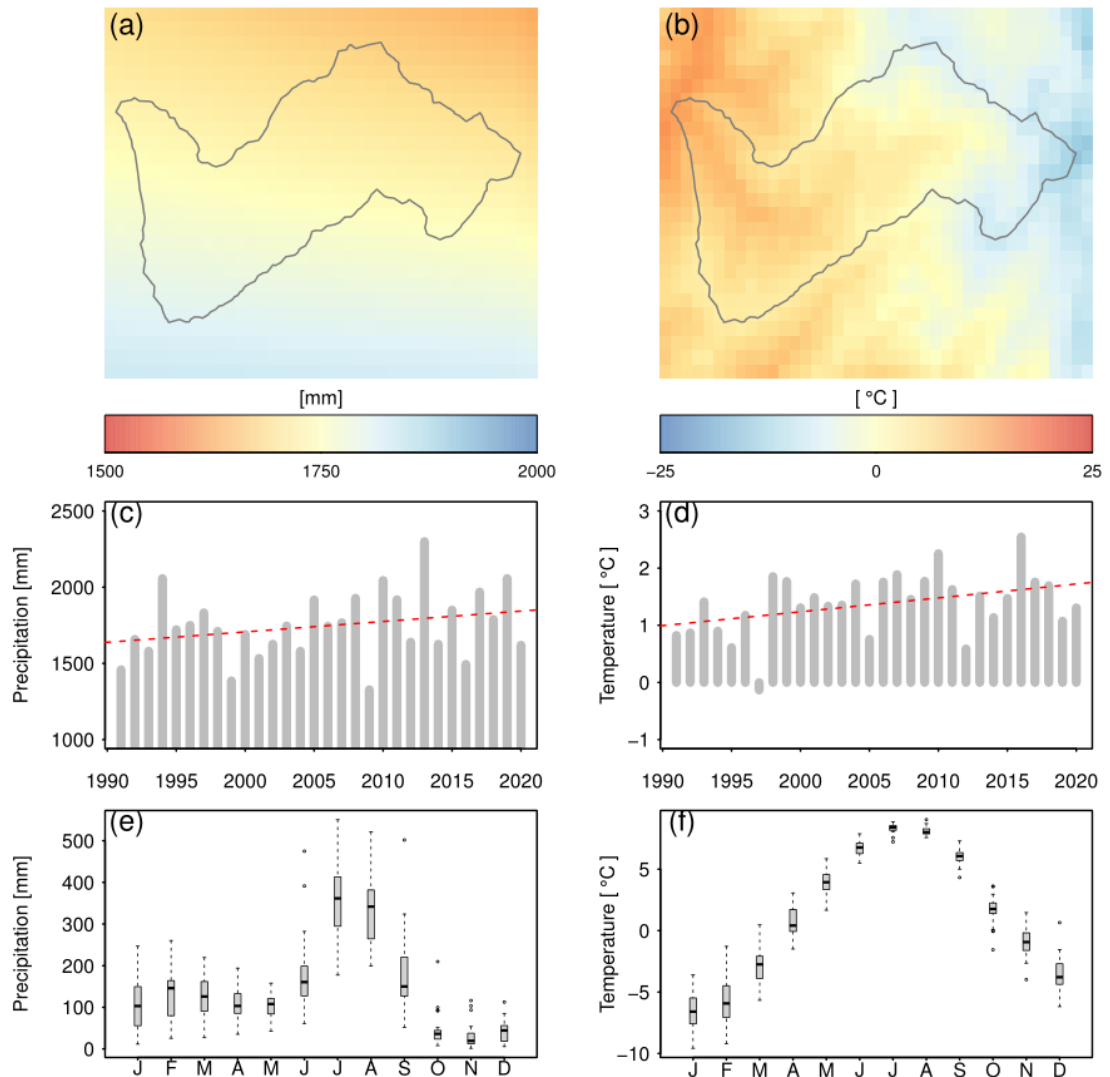 (a)
(b)
[mm]
[ °C ]
1500 1750 2000
−25 0 25
(c)
Precipitation [mm]
2500
2000
1500
1000
1990 1995 2000 2005 2010 2015 2020
(d)
Temperature [ °C ]
3
2
1
0
−1
1990 1995 2000 2005 2010 2015 2020
(e)
Precipitation [mm]
500
400
300
200
100
0
J F M A M J J A S O N D
(f)
Temperature [ °C ]
5
0
−5
−10
J F M A M J J A S O N D